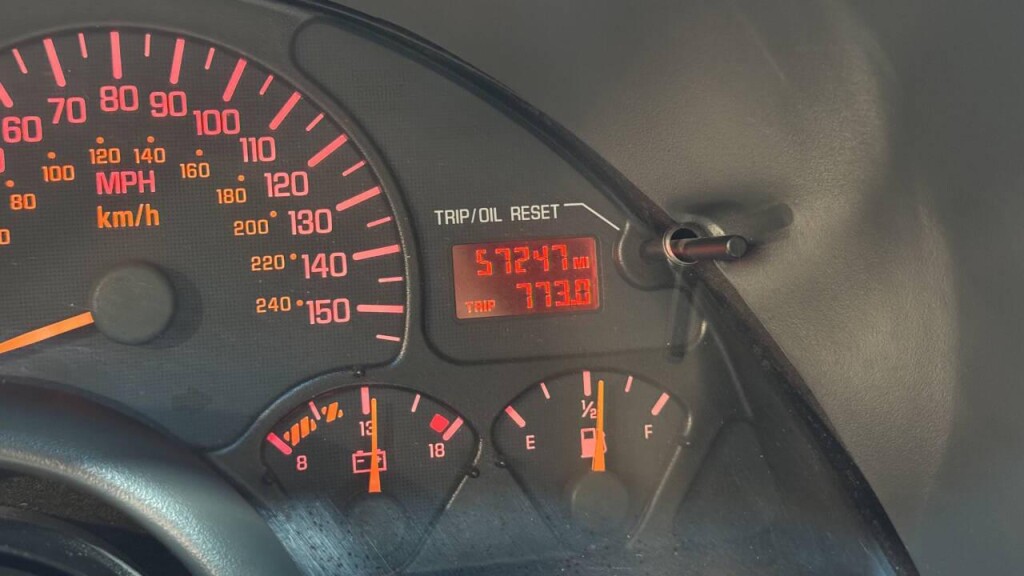 60 70 80 90 100 110 120 130 140 150
80 100 120 140 160 180 200 220 240
MPH
km/h
TRIP/OIL RESET
57247 MI
TRIP 773.0
8 13 18
E ½ F